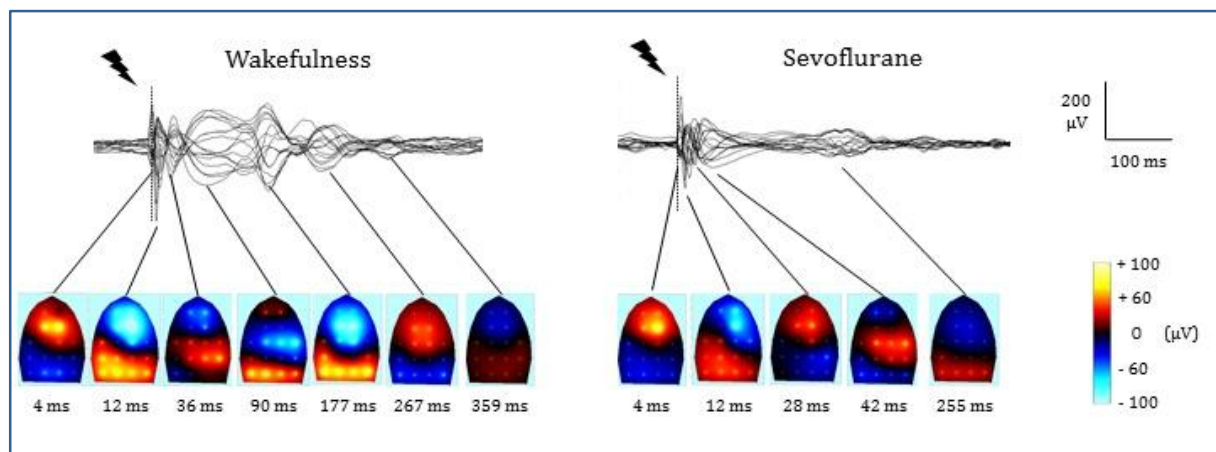 Wakefulness
Sevoflurane
200
µV
100 ms
4 ms 12 ms 36 ms 90 ms 177 ms 267 ms 359 ms
4 ms 12 ms 28 ms 42 ms 255 ms
+ 100
+ 60
0 (µV)
- 60
- 100